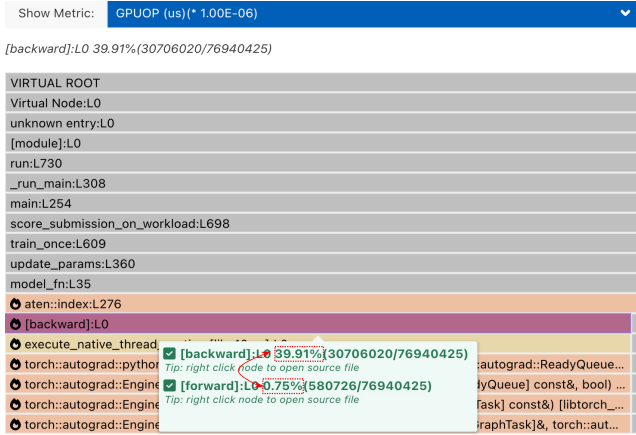 Show Metric: GPUOP (us)(* 1.00E-06)
[backward]:L0 39.91%(30706020/76940425)
VIRTUAL ROOT
Virtual Node:L0
unknown entry:L0
[module]:L0
run:L730
_run_main:L308
main:L254
score_submission_on_workload:L698
train_once:L609
update_params:L360
model_fn:L35
aten::index:L276
[backward]:L0
execute_native_thread_
[backward]:L0 39.91%(30706020/76940425)
Tip: right click node to open source file
[forward]:L0 0.75%(580726/76940425)
Tip: right click node to open source file
torch::autograd::python :autograd::ReadyQueue...
torch::autograd::Engine dyQueue] const&, bool) ...
torch::autograd::Engine Task] const&) [libtorch_...
torch::autograd::Engine GraphTask]&, torch::aut...